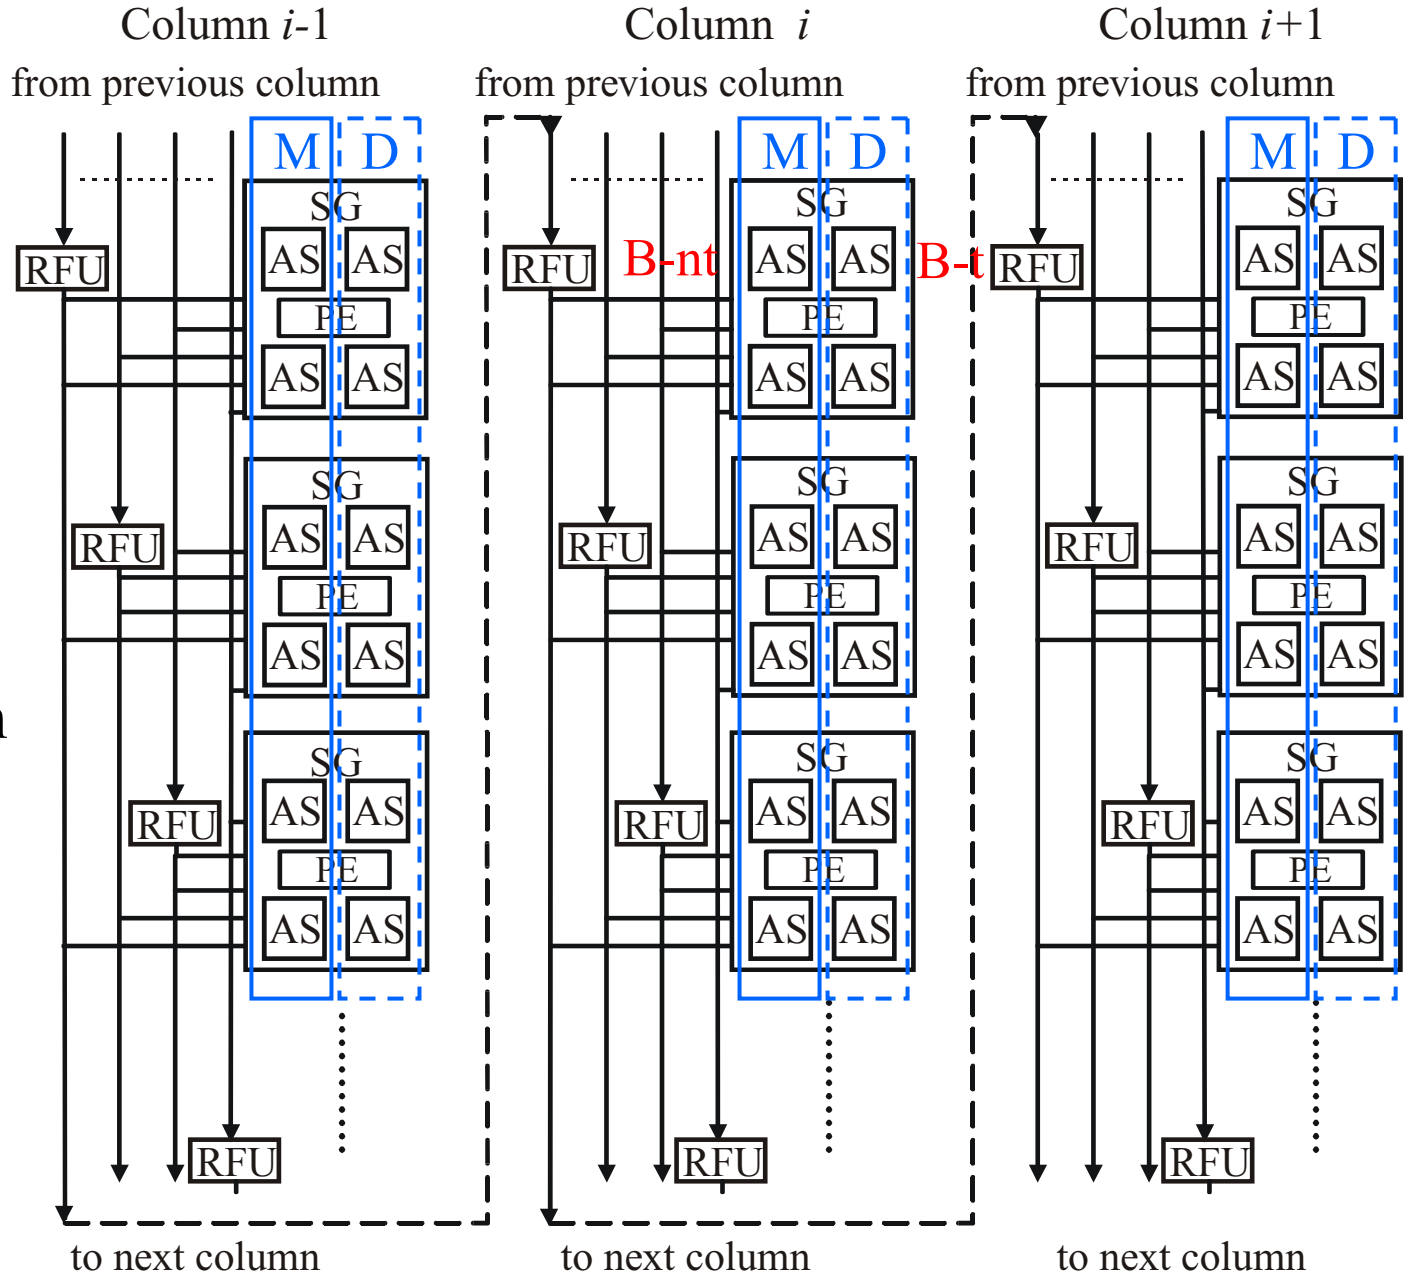 Column i-1 Column i Column i+1
from previous column from previous column from previous column
M D M D M D
SG SG SG
RFU AS AS RFU B-nt AS AS B-t RFU AS AS
PE PE PE
AS AS AS AS AS AS
SG SG SG
RFU AS AS RFU AS AS RFU AS AS
PE PE PE
AS AS AS AS AS AS
SG SG SG
RFU AS AS RFU AS AS RFU AS AS
PE PE PE
AS AS AS AS AS AS
RFU RFU RFU
to next column to next column to next column